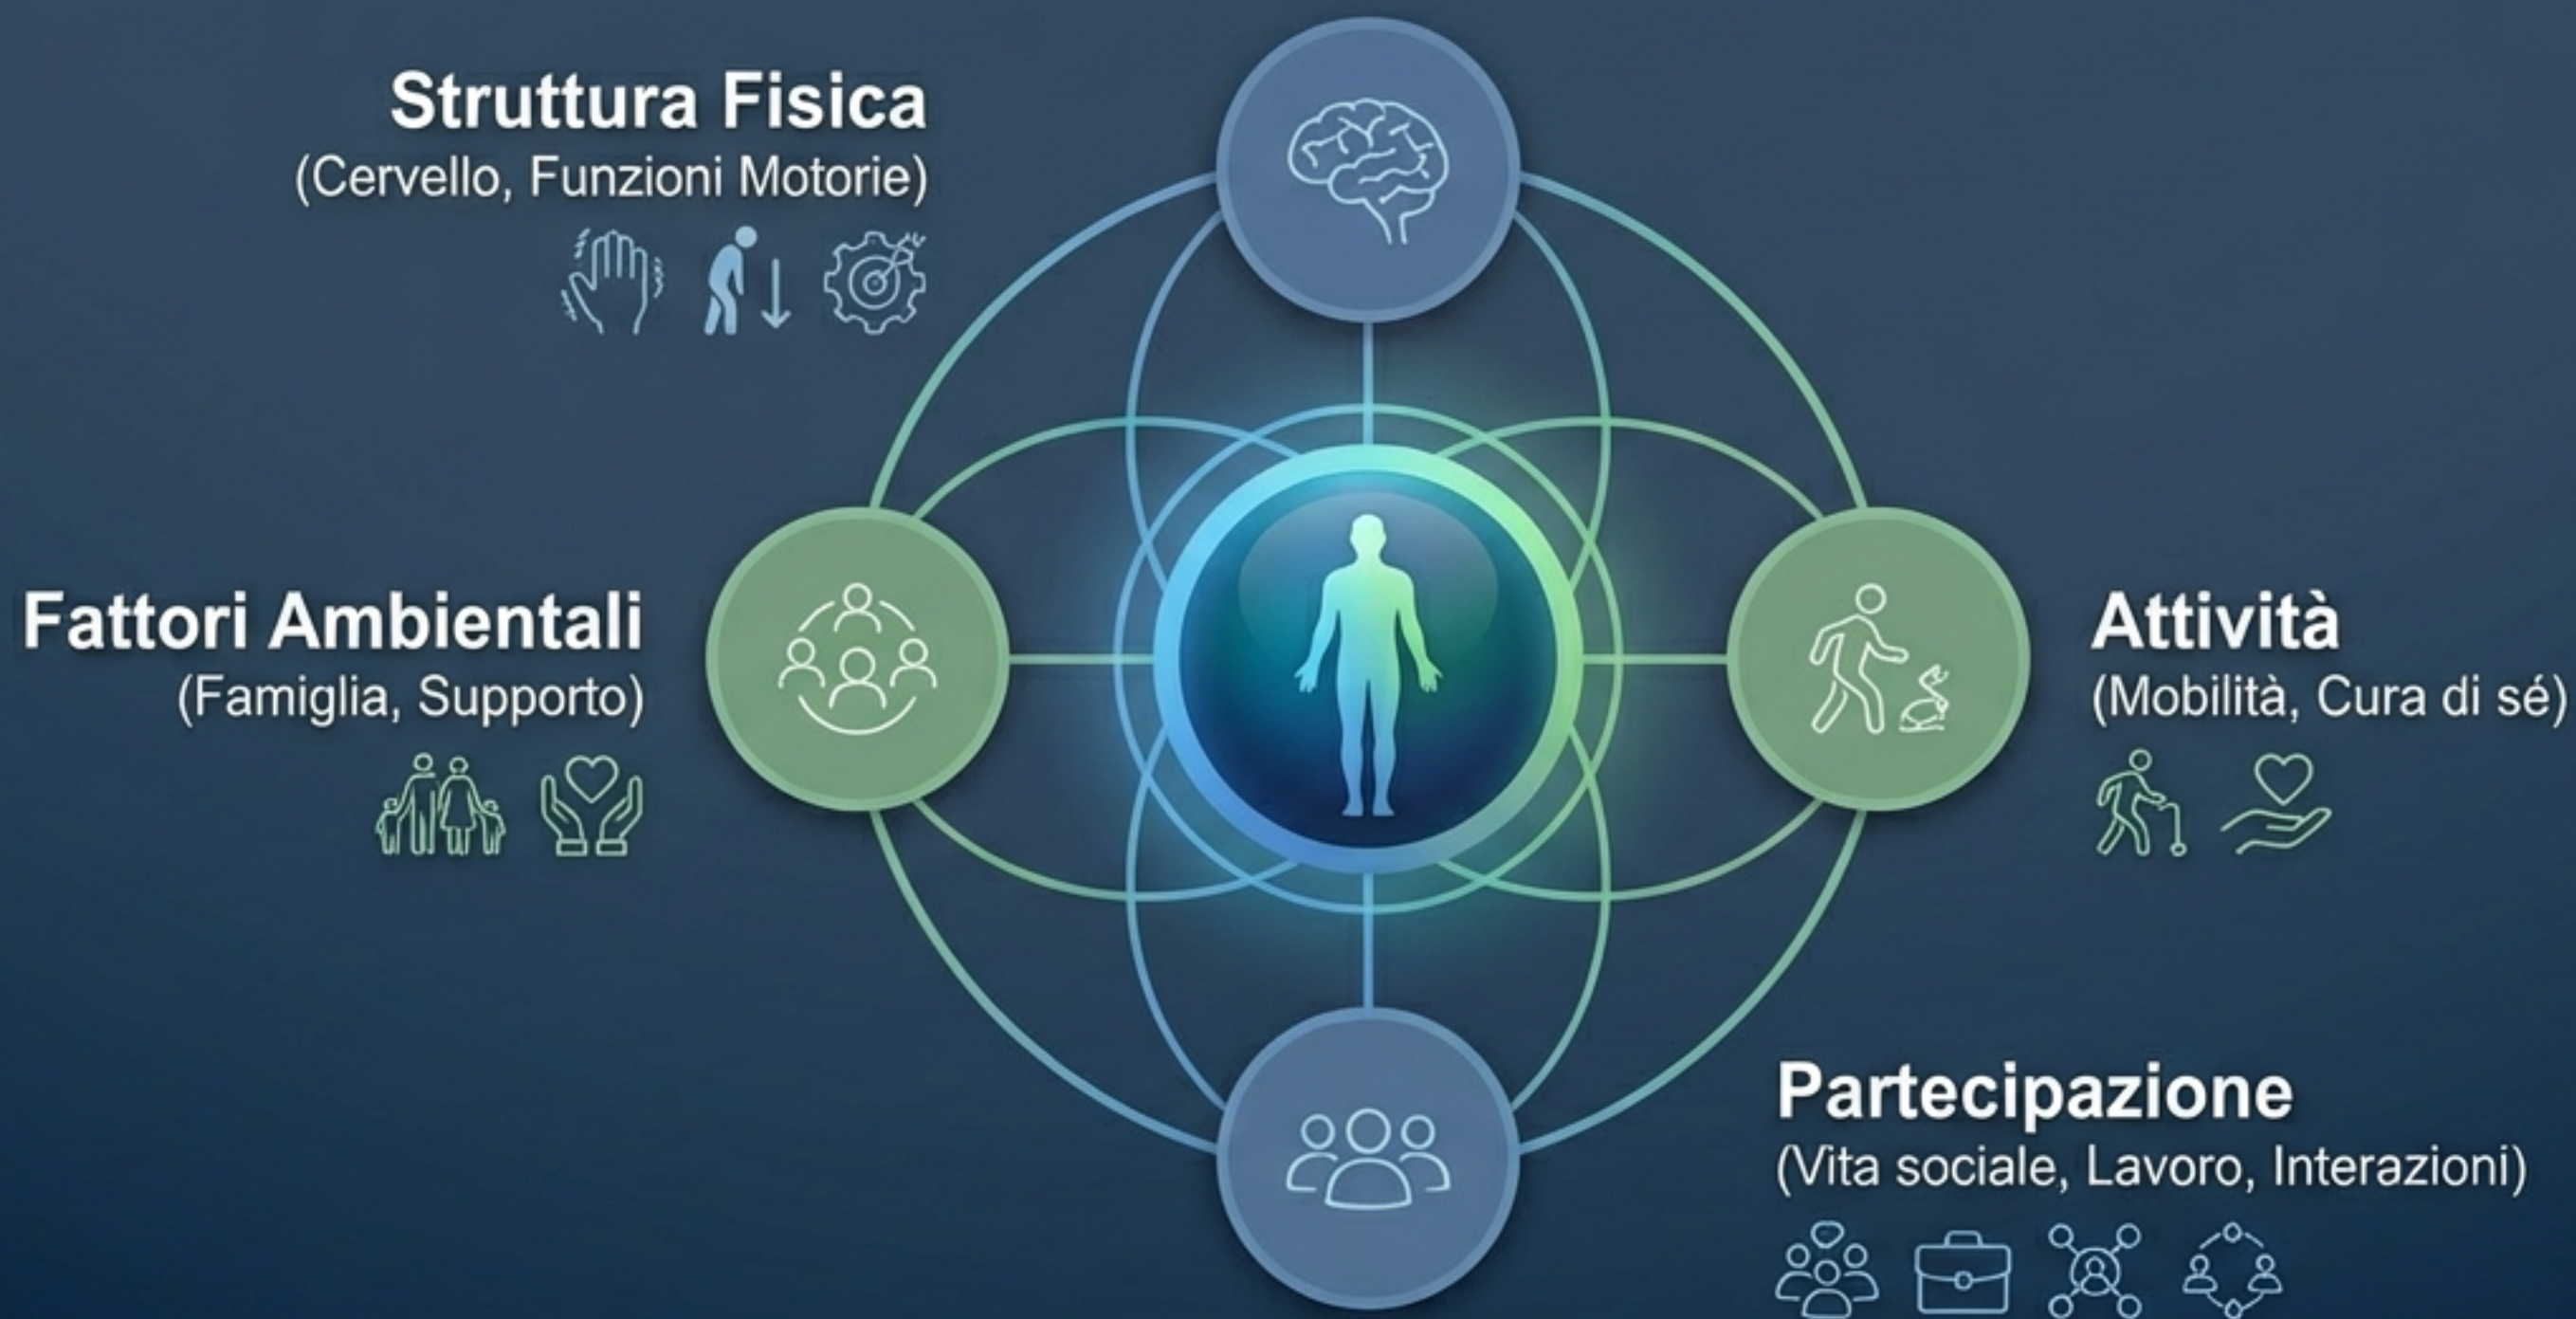 Struttura Fisica
(Cervello, Funzioni Motorie)
Fattori Ambientali
(Famiglia, Supporto)
Attività
(Mobilità, Cura di sé)
Partecipazione
(Vita sociale, Lavoro, Interazioni)